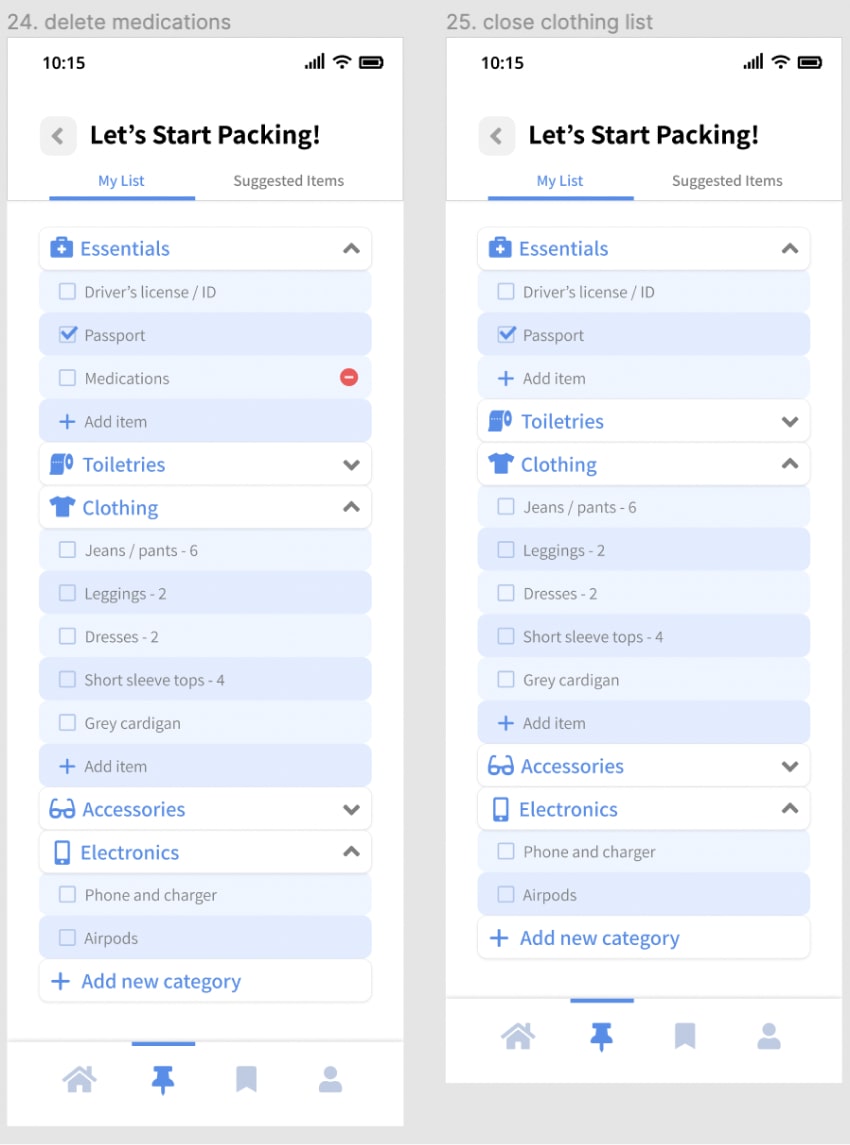 24. delete medications
10:15
Let's Start Packing!
My List Suggested Items
Essentials
Driver's license / ID
Passport
Medications
Add item
Toiletries
Clothing
Jeans / pants - 6
Leggings - 2
Dresses - 2
Short sleeve tops - 4
Grey cardigan
Add item
Accessories
Electronics
Phone and charger
Airpods
Add new category
25. close clothing list
10:15
Let's Start Packing!
My List Suggested Items
Essentials
Driver's license / ID
Passport
Add item
Toiletries
Clothing
Jeans / pants - 6
Leggings - 2
Dresses - 2
Short sleeve tops - 4
Grey cardigan
Add item
Accessories
Electronics
Phone and charger
Airpods
Add new category